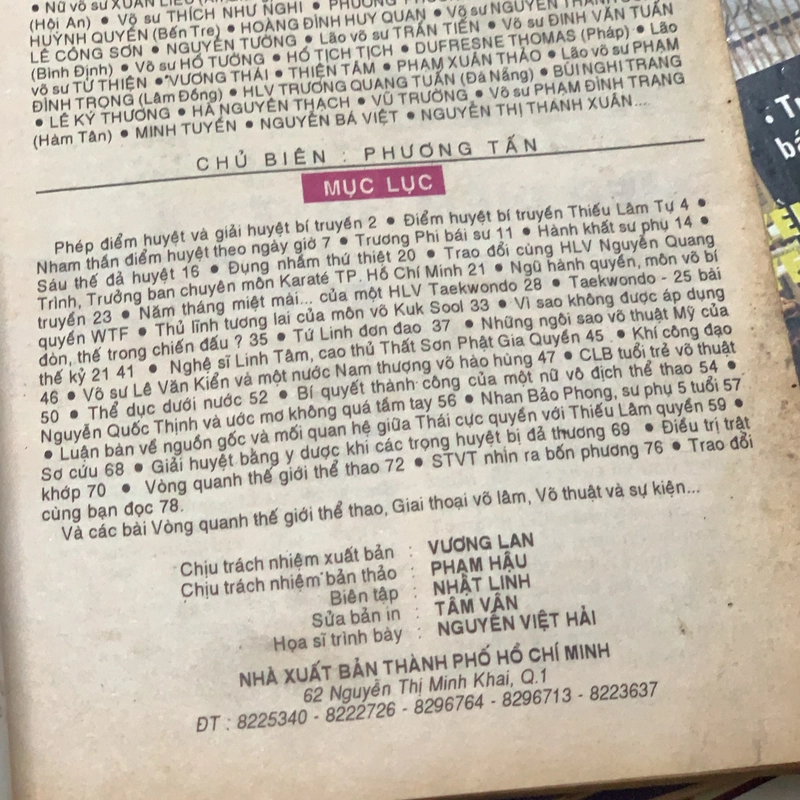 • Nữ võ sư XUÂN LIỄU
(Hội An) • Võ sư THÍCH NHƯ NGHI •
HUỲNH QUYỀN (Bến Tre) • HOÀNG ĐÌNH HUY QUAN • Võ sư NGUYỄN
LÊ CÔNG SƠN • NGUYỄN TƯỜNG • Lão võ sư TRẦN TIẾN • Võ sư ĐINH VĂN TUẤN
(Bình Định) • Võ sư HỒ TƯỜNG • HỒ TỊCH TỊCH • DUFRESNE THOMAS (Pháp) • Lão
võ sư TỪ THIỆN • VƯƠNG THÁI • THIỆN TÂM • PHẠM XUÂN THẢO • Lão võ sư PHẠM
ĐÌNH TRỌNG (Lâm Đồng) • HLV TRƯƠNG QUANG TUẤN (Đà Nẵng) • BÙI NGHI TRANG
• LÊ KÝ THƯƠNG • HÀ NGUYÊN THẠCH • VŨ TRƯỜNG • Võ sư PHẠM ĐÌNH TRẠNG
(Hàm Tân) • MINH TUYỀN • NGUYỄN BÁ VIỆT • NGUYỄN THỊ THANH XUÂN...
CHỦ BIÊN : PHƯƠNG TẤN
MỤC LỤC
Phép điểm huyệt và giải huyệt bí truyền 2 • Điểm huyệt bí truyền Thiếu Lâm Tự 4 •
Nham thần điểm huyệt theo ngày giờ 7 • Trương Phi bái sư 11 • Hành khất sư phụ 14 •
Sáu thế đả huyệt 16 • Đụng nhầm thứ thiệt 20 • Trao đổi cùng HLV Nguyễn Quang
Trình, Trưởng ban chuyên môn Karaté TP. Hồ Chí Minh 21 • Ngũ hành quyền, môn võ bí
truyền 23 • Năm tháng miệt mài... của một HLV Taekwondo 28 • Taekwondo - 25 bài
quyền WTF • Thủ lĩnh tương lai của môn võ Kuk Sool 33 • Vì sao không được áp dụng
đòn, thế trong chiến đấu ? 35 • Tứ Linh đơn đao 37 • Những ngôi sao võ thuật Mỹ của
thế kỷ 21 41 • Nghệ sĩ Linh Tâm, cao thủ Thất Sơn Phật Gia Quyền 45 • Khí công đạo
46 • Võ sư Lê Văn Kiển và một nước Nam thượng võ hào hùng 47 • CLB tuổi trẻ võ thuật
50 • Thể dục dưới nước 52 • Bí quyết thành công của một nữ vô địch thể thao 54 •
Nguyễn Quốc Thịnh và ước mơ không quá tầm tay 56 • Nhan Bảo Phong, sư phụ 5 tuổi 57
• Luận bàn về nguồn gốc và mối quan hệ giữa Thái cực quyền với Thiếu Lâm quyền 59 •
Sơ cứu 68 • Giải huyệt bằng y dược khi các trọng huyệt bị đả thương 69 • Điều trị trật
khớp 70 • Vòng quanh thế giới thể thao 72 • STVT nhìn ra bốn phương 76 • Trao đổi
cùng bạn đọc 78.
Và các bài Vòng quanh thế giới thể thao, Giai thoại võ lâm, Võ thuật và sự kiện...
Chịu trách nhiệm xuất bản : VƯƠNG LAN
Chịu trách nhiệm bản thảo : PHẠM HẬU
Biên tập : NHẬT LINH
Sửa bản in : TÂM VÂN
Họa sĩ trình bày : NGUYỄN VIỆT HẢI
NHÀ XUẤT BẢN THÀNH PHỐ HỒ CHÍ MINH
62 Nguyễn Thị Minh Khai, Q.1
ĐT : 8225340 - 8222726 - 8296764 - 8296713 - 8223637